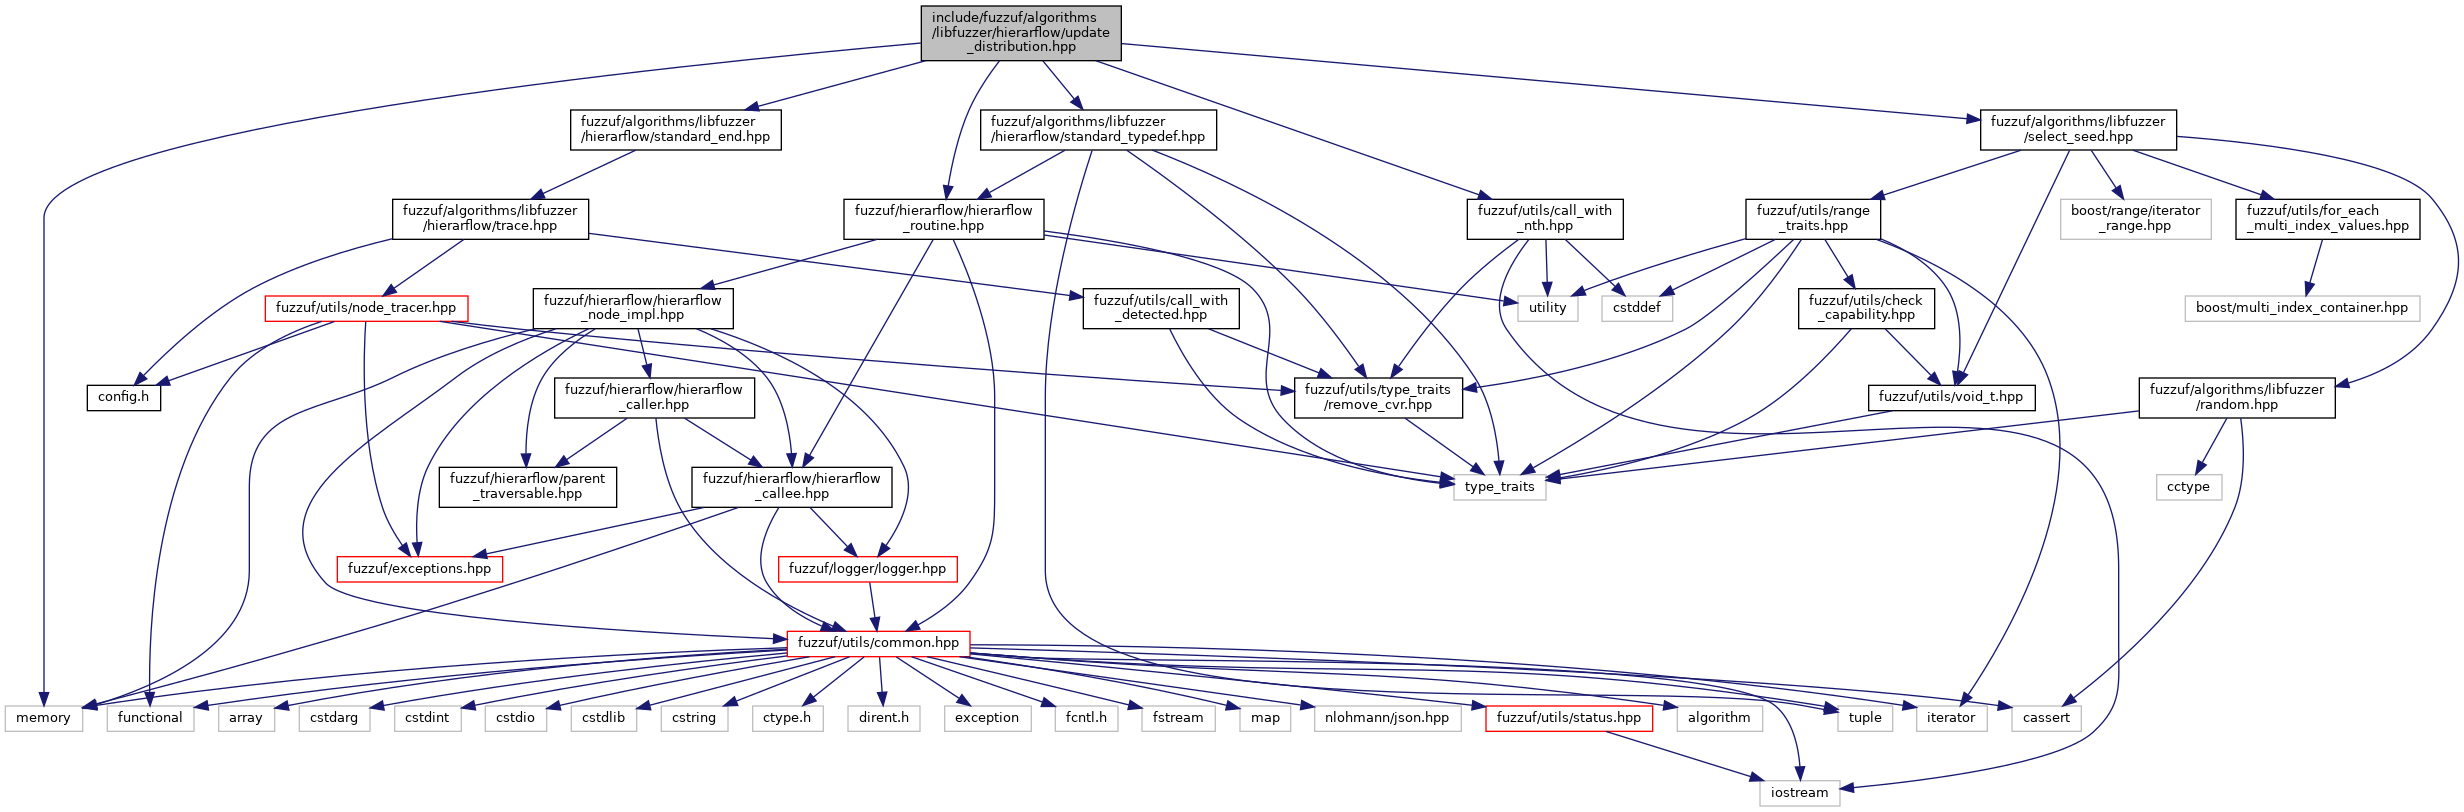 include/fuzzuf/algorithms
/libfuzzer/hierarflow/update
_distribution.hpp
fuzzuf/algorithms/libfuzzer
/hierarflow/standard_end.hpp
fuzzuf/algorithms/libfuzzer
/hierarflow/standard_typedef.hpp
fuzzuf/algorithms/libfuzzer
/select_seed.hpp
fuzzuf/algorithms/libfuzzer
/hierarflow/trace.hpp
fuzzuf/hierarflow/hierarflow
_routine.hpp
fuzzuf/utils/call_with
_nth.hpp
fuzzuf/utils/range
_traits.hpp
boost/range/iterator
_range.hpp
fuzzuf/utils/for_each
_multi_index_values.hpp
fuzzuf/utils/node_tracer.hpp
fuzzuf/hierarflow/hierarflow
_node_impl.hpp
fuzzuf/utils/call_with
_detected.hpp
utility
cstddef
fuzzuf/utils/check
_capability.hpp
boost/multi_index_container.hpp
config.h
fuzzuf/hierarflow/hierarflow
_caller.hpp
fuzzuf/utils/type_traits
/remove_cvr.hpp
fuzzuf/utils/void_t.hpp
fuzzuf/algorithms/libfuzzer
/random.hpp
fuzzuf/hierarflow/parent
_traversable.hpp
fuzzuf/hierarflow/hierarflow
_callee.hpp
type_traits
cctype
fuzzuf/exceptions.hpp
fuzzuf/logger/logger.hpp
fuzzuf/utils/common.hpp
memory
functional
array
cstdarg
cstdint
cstdio
cstdlib
cstring
ctype.h
dirent.h
exception
fcntl.h
fstream
map
nlohmann/json.hpp
fuzzuf/utils/status.hpp
algorithm
tuple
iterator
cassert
iostream